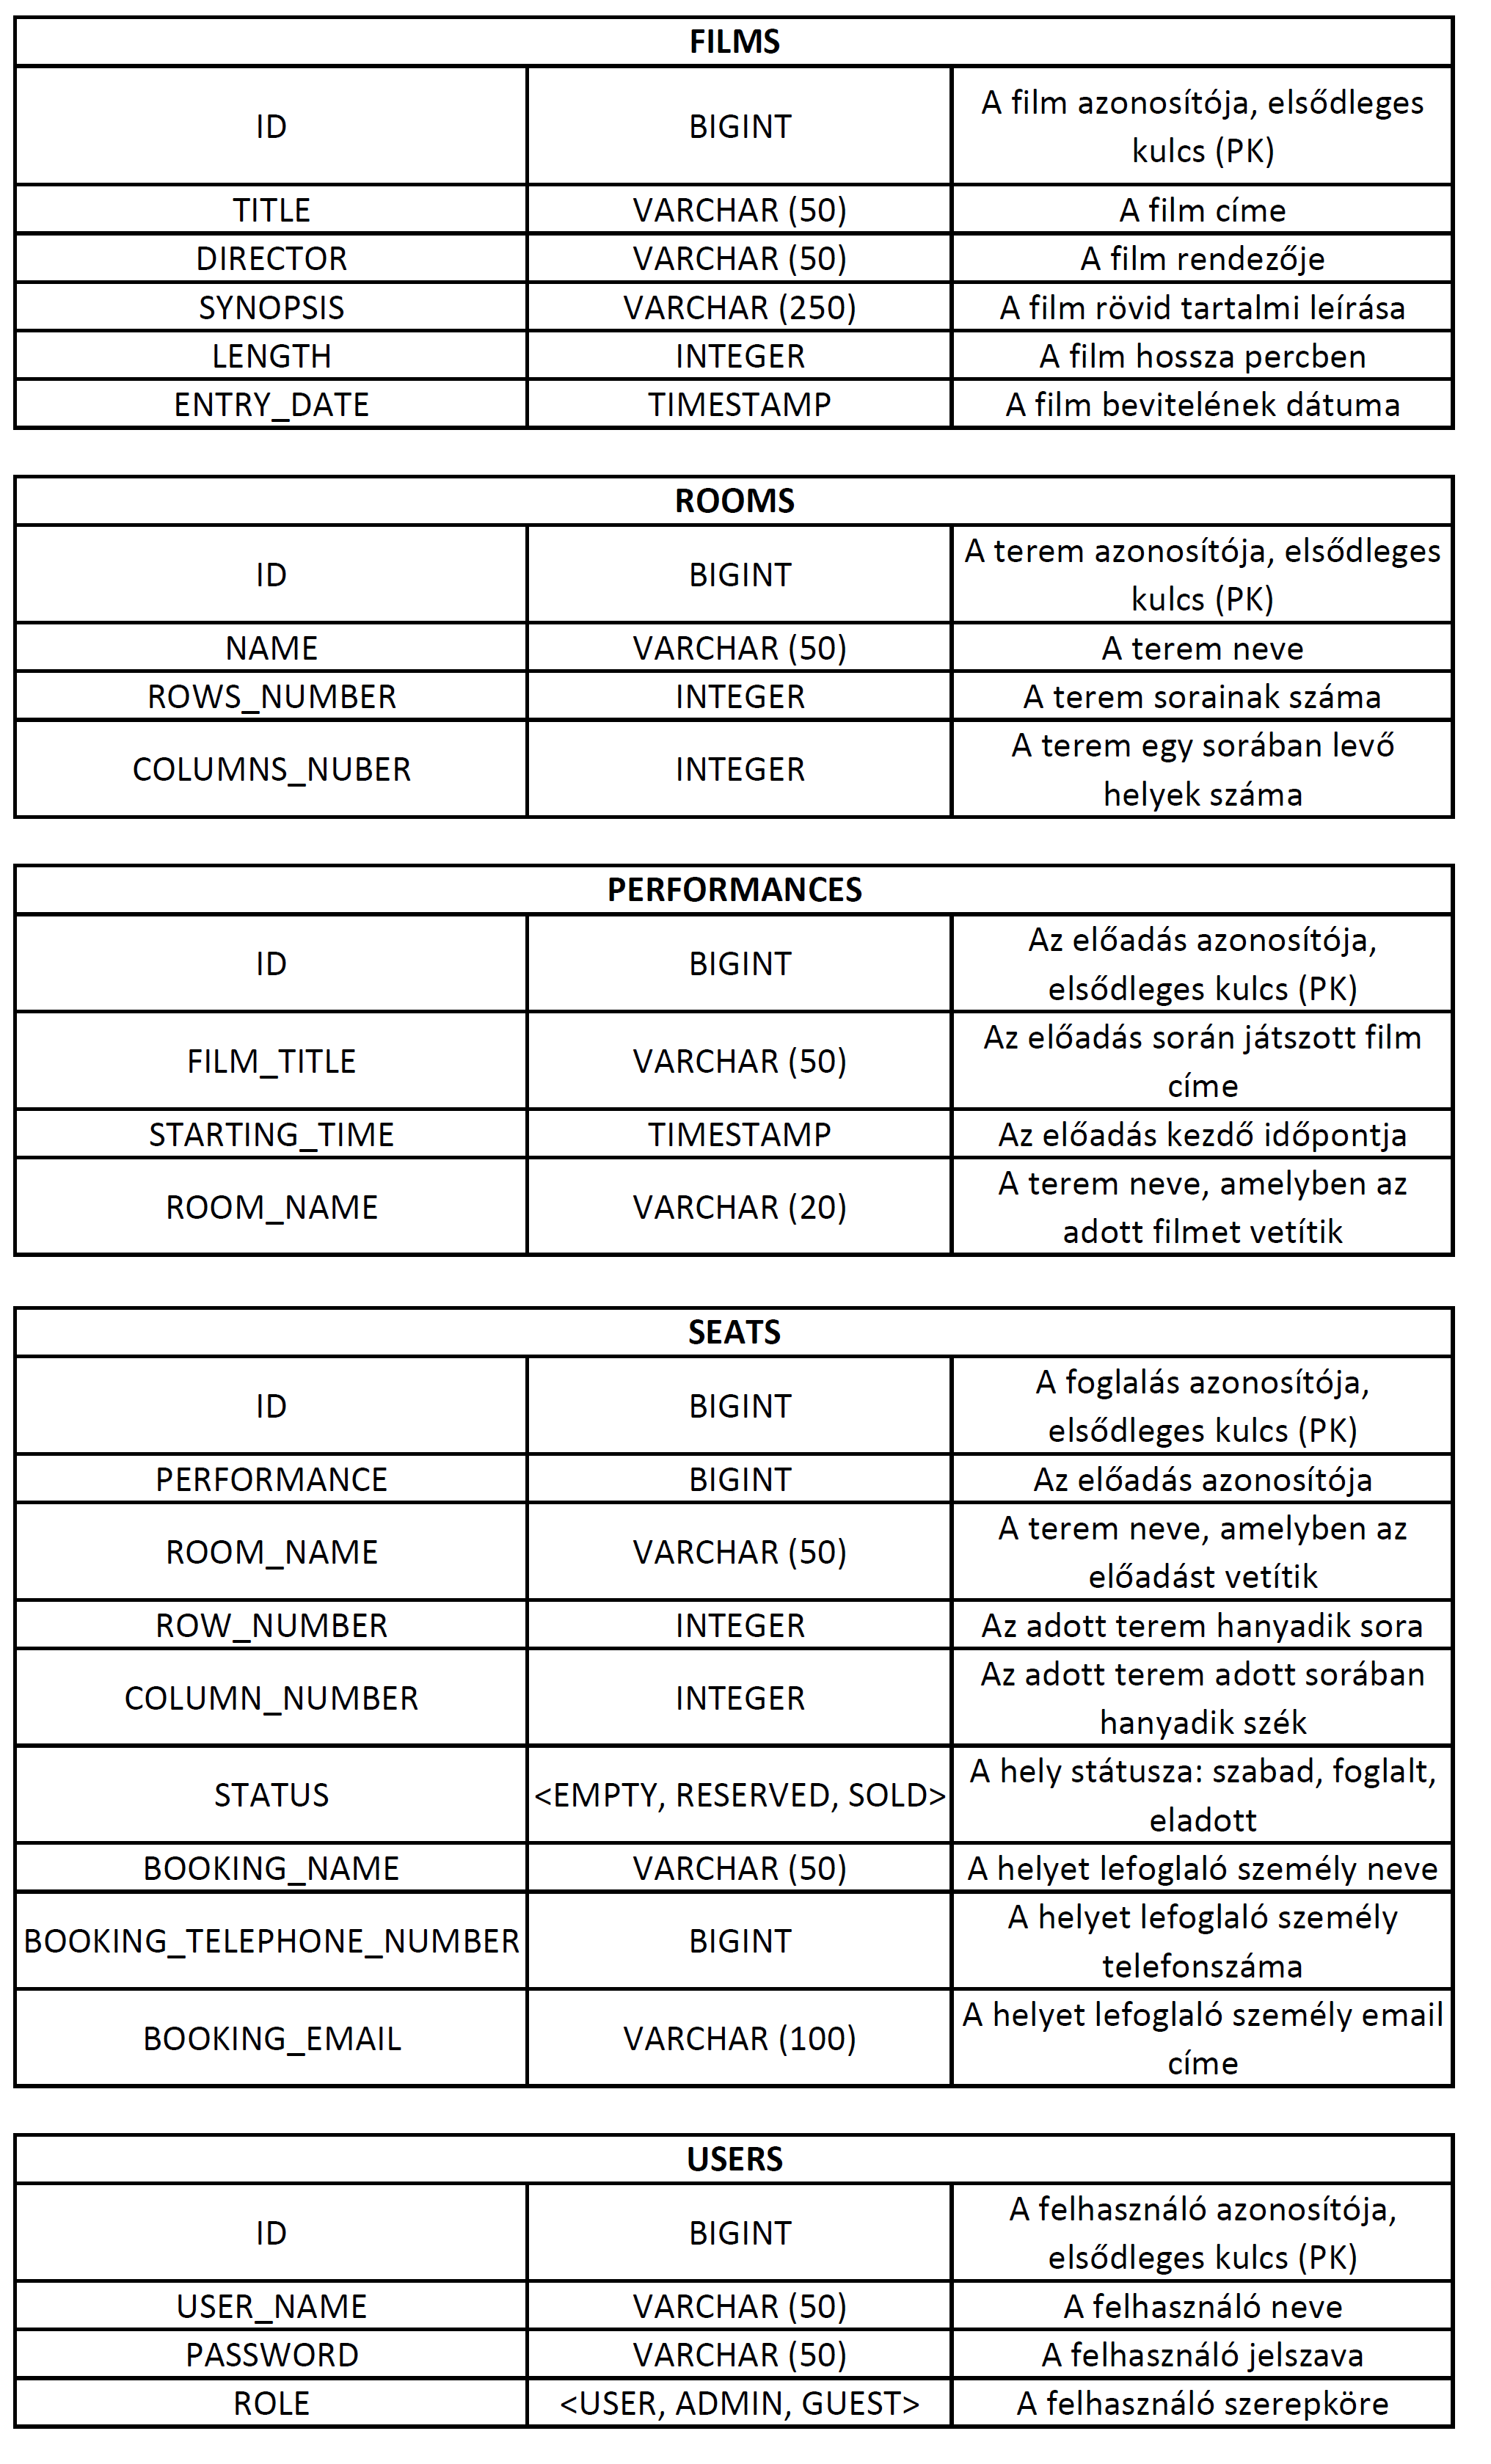 FILMS
ID BIGINT A film azonosítója, elsődleges
kulcs (PK)
TITLE VARCHAR (50) A film címe
DIRECTOR VARCHAR (50) A film rendezője
SYNOPSIS VARCHAR (250) A film rövid tartalmi leírása
LENGTH INTEGER A film hossza percben
ENTRY_DATE TIMESTAMP A film bevitelének dátuma
ROOMS
ID BIGINT A terem azonosítója, elsődleges
kulcs (PK)
NAME VARCHAR (50) A terem neve
ROWS_NUMBER INTEGER A terem sorainak száma
COLUMNS_NUBER INTEGER A terem egy sorában levő
helyek száma
PERFORMANCES
ID BIGINT Az előadás azonosítója,
elsődleges kulcs (PK)
FILM_TITLE VARCHAR (50) Az előadás során játszott film
címe
STARTING_TIME TIMESTAMP Az előadás kezdő időpontja
ROOM_NAME VARCHAR (20) A terem neve, amelyben az
adott filmet vetítik
SEATS
ID BIGINT A foglalás azonosítója,
elsődleges kulcs (PK)
PERFORMANCE BIGINT Az előadás azonosítója
ROOM_NAME VARCHAR (50) A terem neve, amelyben az
előadást vetítik
ROW_NUMBER INTEGER Az adott terem hanyadik sora
COLUMN_NUMBER INTEGER Az adott terem adott sorában
hanyadik szék
STATUS <EMPTY, RESERVED, SOLD> A hely státusza: szabad, foglalt,
eladott
BOOKING_NAME VARCHAR (50) A helyet lefoglaló személy neve
BOOKING_TELEPHONE_NUMBER BIGINT A helyet lefoglaló személy
telefonszáma
BOOKING_EMAIL VARCHAR (100) A helyet lefoglaló személy email
címe
USERS
ID BIGINT A felhasználó azonosítója,
elsődleges kulcs (PK)
USER_NAME VARCHAR (50) A felhasználó neve
PASSWORD VARCHAR (50) A felhasználó jelszava
ROLE <USER, ADMIN, GUEST> A felhasználó szerepköre